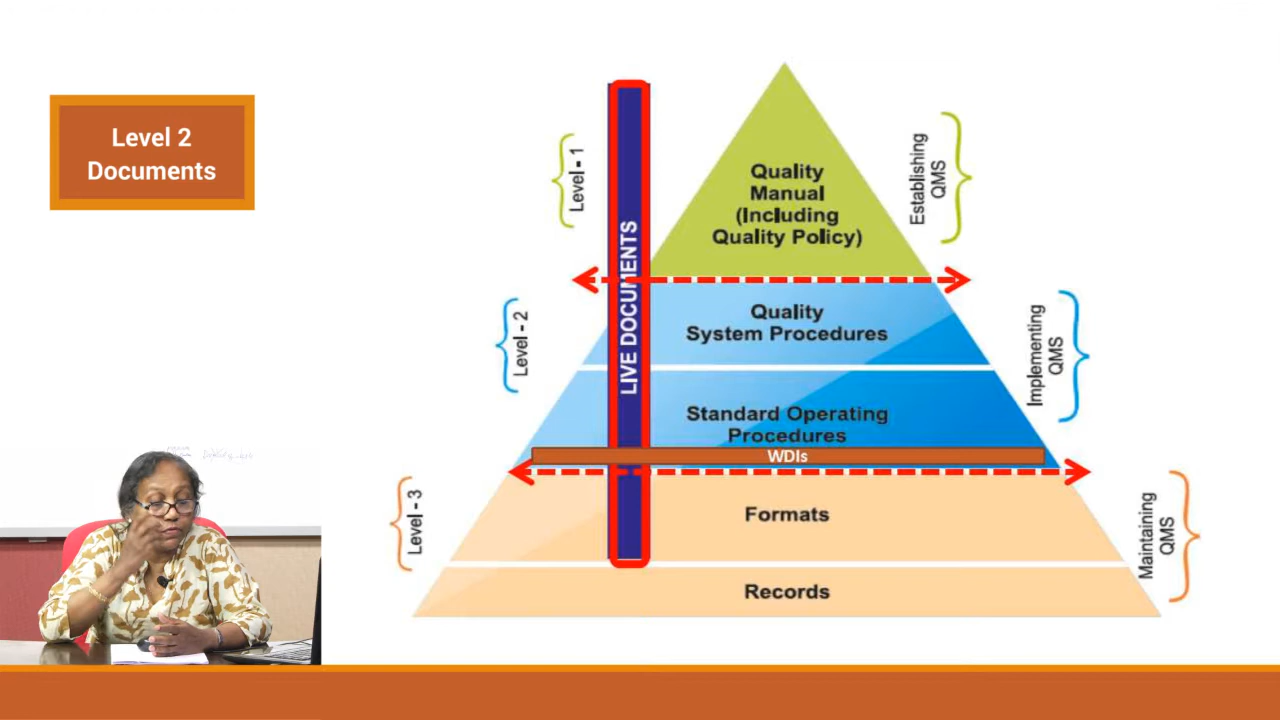 Level 2
Documents
Level - 1
LIVE DOCUMENTS
Quality
Manual
(Including
Quality Policy)
Establishing
QMS
Level - 2
Quality
System Procedures
Implementing
QMS
Standard Operating
Procedures
WDIs
Level - 3
Formats
Maintaining
QMS
Records